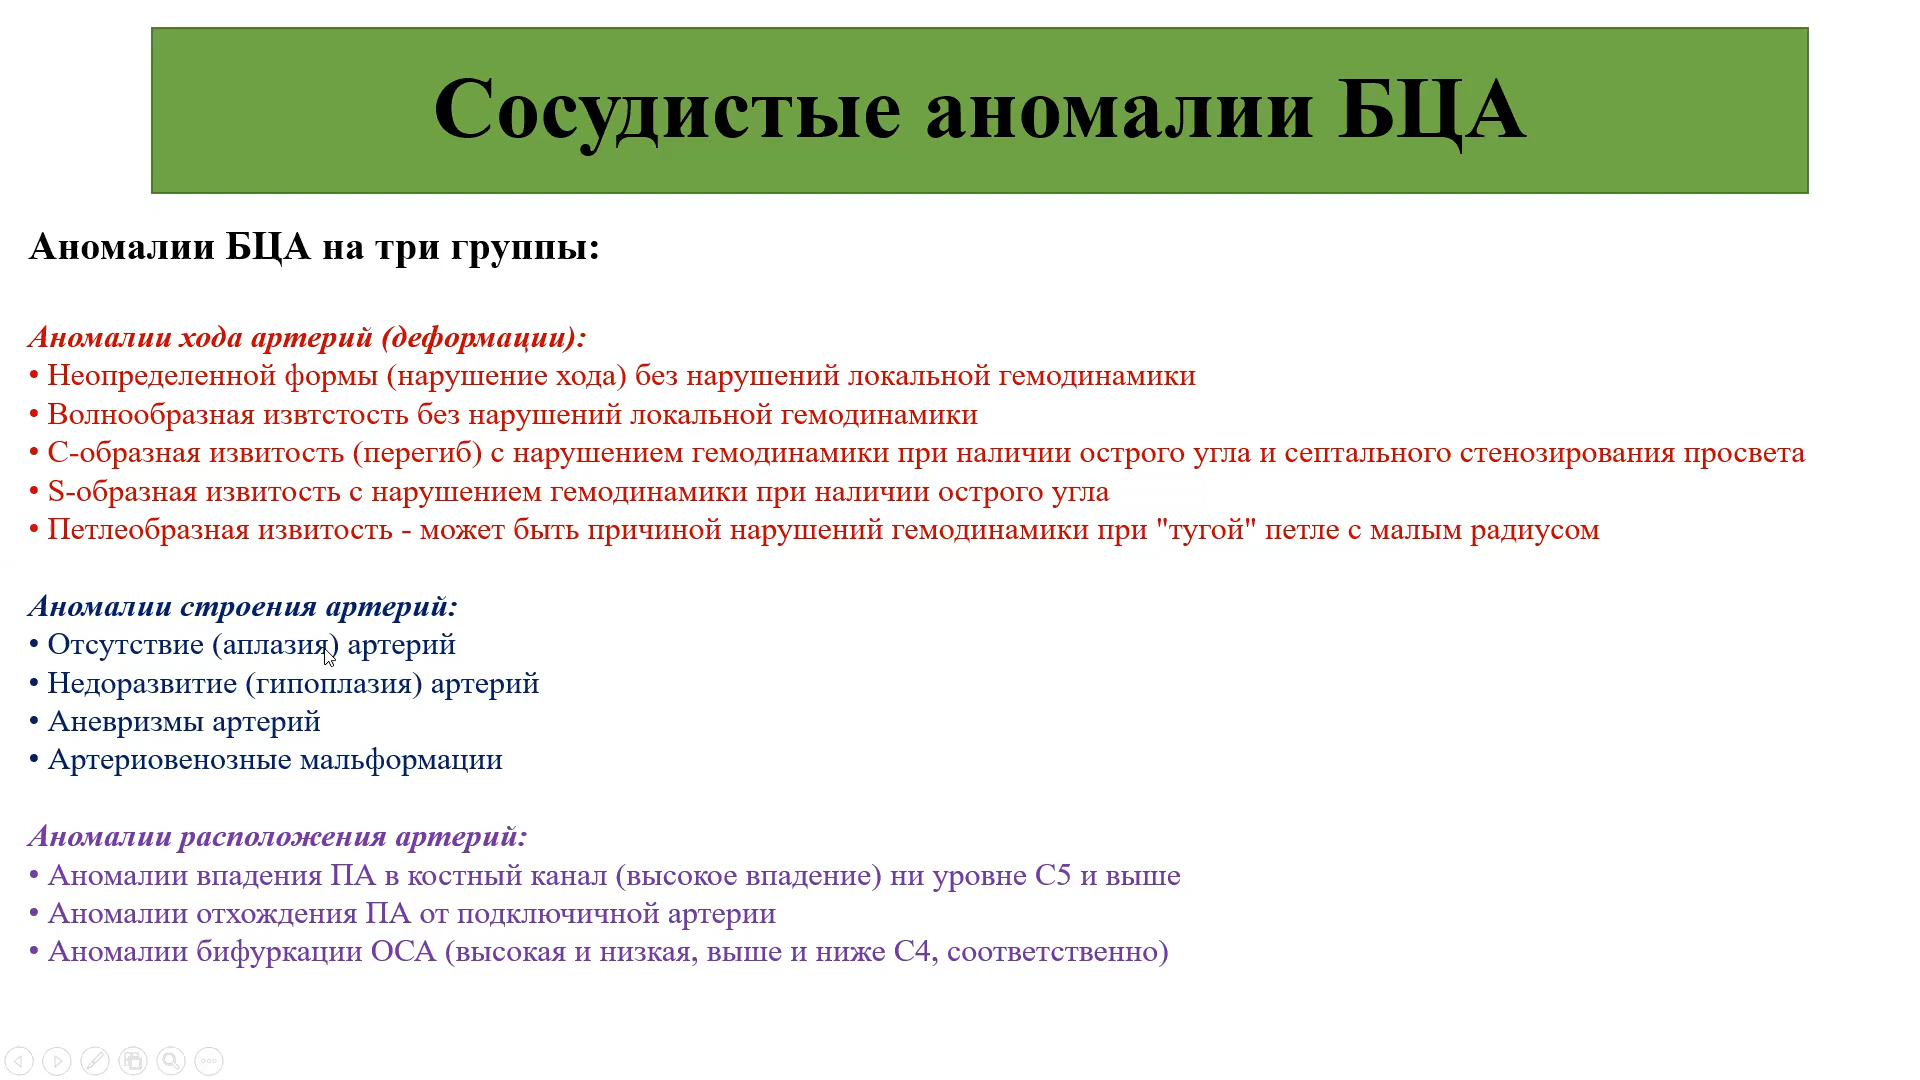 Сосудистые аномалии БЦА
Аномалии БЦА на три группы:
Аномалии хода артерий (деформации):
• Неопределенной формы (нарушение хода) без нарушений локальной гемодинамики
• Волнообразная извтстость без нарушений локальной гемодинамики
• С-образная извитость (перегиб) с нарушением гемодинамики при наличии острого угла и септального стенозирования просвета
• S-образная извитость с нарушением гемодинамики при наличии острого угла
• Петлеобразная извитость - может быть причиной нарушений гемодинамики при "тугой" петле с малым радиусом
Аномалии строения артерий:
• Отсутствие (аплазия) артерий
• Недоразвитие (гипоплазия) артерий
• Аневризмы артерий
• Артериовенозные мальформации
Аномалии расположения артерий:
• Аномалии впадения ПА в костный канал (высокое впадение) ни уровне С5 и выше
• Аномалии отхождения ПА от подключичной артерии
• Аномалии бифуркации ОСА (высокая и низкая, выше и ниже С4, соответственно)